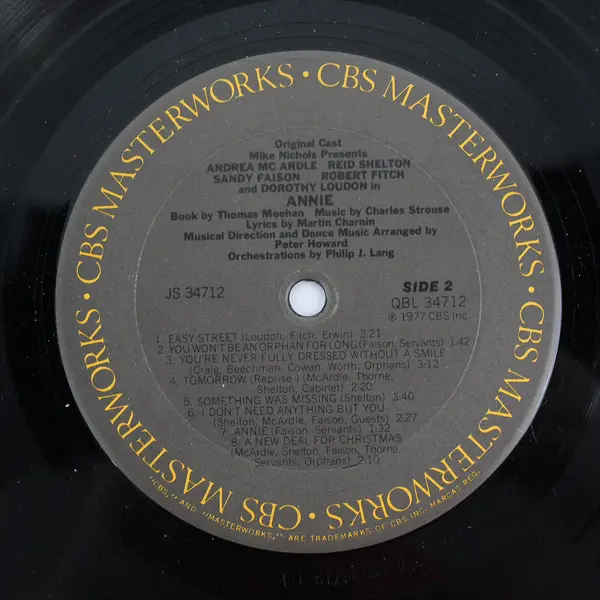 CBS MASTERWORKS · CBS MASTERWORKS · CBS MASTERWORKS · CBS MASTERWORKS ·
Original Cast
Mike Nichols Presents
ANDREA MC ARDLE REID SHELTON
SANDY FAISON ROBERT FITCH
and DOROTHY LOUDON in
ANNIE
Book by Thomas Meehan Music by Charles Strouse
Lyrics by Martin Charnin
Musical Direction and Dance Music Arranged by
Peter Howard
Orchestrations by Philip J. Lang
JS 34712
SIDE 2
QBL 34712
℗ 1977 CBS Inc.
1. EASY STREET (Loudon, Fitch, Erwin) 3:21
2. YOU WON'T BE AN ORPHAN FOR LONG (Faison, Servants) 1:42
3. YOU'RE NEVER FULLY DRESSED WITHOUT A SMILE
(Craig, Beechman, Cowan, Worth, Orphans) 3:12
4. TOMORROW (Reprise) (McArdle, Thorne,
Shelton, Cabinet) 2:20
5. SOMETHING WAS MISSING (Shelton) 3:40
6. I DON'T NEED ANYTHING BUT YOU
(Shelton, McArdle, Faison, Guests) 2:27
7. ANNIE (Faison, Servants) 1:32
8. A NEW DEAL FOR CHRISTMAS
(McArdle, Shelton, Faison, Thorne,
Servants, Orphans) 2:10
"CBS," AND "MASTERWORKS," ARE TRADEMARKS OF CBS INC. MARCAS REG.